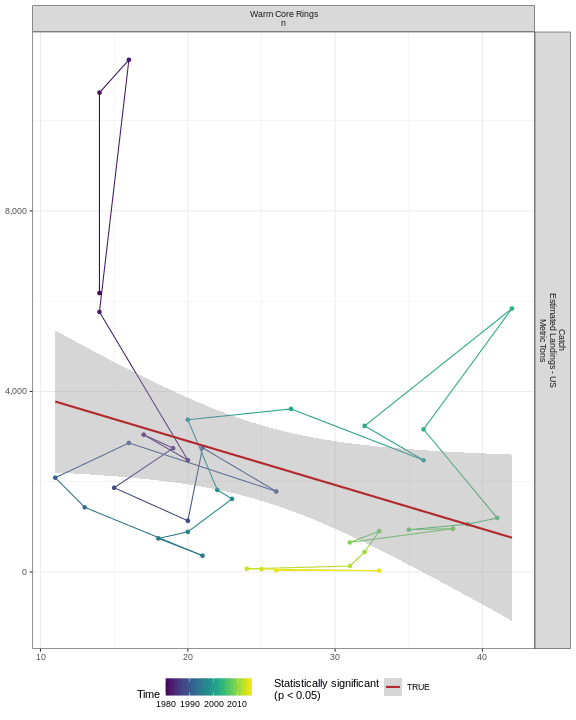 Warm Core Rings
n
8,000
4,000
0
10
20
30
40
Catch
Estimated Landings - US
Metric Tons
Time
1980 1990 2000 2010
Statistically significant
(p < 0.05)
TRUE